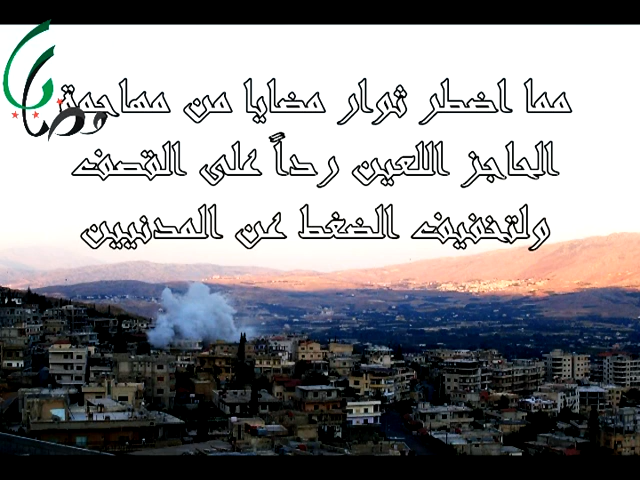 مما اضطر ثوار مضايا من مهاجمة
الحاجز اللعين رداً على القصف
ولتخفيف الضغط عن المدنيين